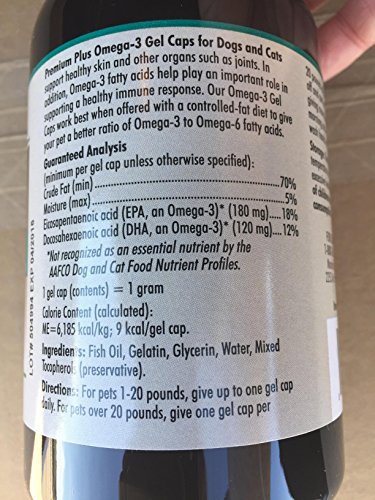 Premium Plus Omega-3 Gel Caps for Dogs and Cats
support healthy skin and other organs such as joints. In
addition, Omega-3 fatty acids help play an important role in
supporting a healthy immune response. Our Omega-3 Gel
Caps work best when offered with a controlled-fat diet to give
your pet a better ratio of Omega-3 to Omega-6 fatty acids.
Guaranteed Analysis
(minimum per gel cap unless otherwise specified):
Crude Fat (min)..........70%
Moisture (max)..........5%
Eicosapentaenoic acid (EPA, an Omega-3)* (180 mg)....18%
Docosahexaenoic acid (DHA, an Omega-3)* (120 mg)...12%
*Not recognized as an essential nutrient by the
AAFCO Dog and Cat Food Nutrient Profiles.
1 gel cap (contents) = 1 gram
Calorie Content (calculated):
ME=6,185 kcal/kg; 9 kcal/gel cap.
Ingredients: Fish Oil, Gelatin, Glycerin, Water, Mixed
Tocopherols (preservative).
Directions: For pets 1-20 pounds, give up to one gel cap
daily. For pets over 20 pounds, give one gel cap per
LOT# 504994 EXP 04/2018